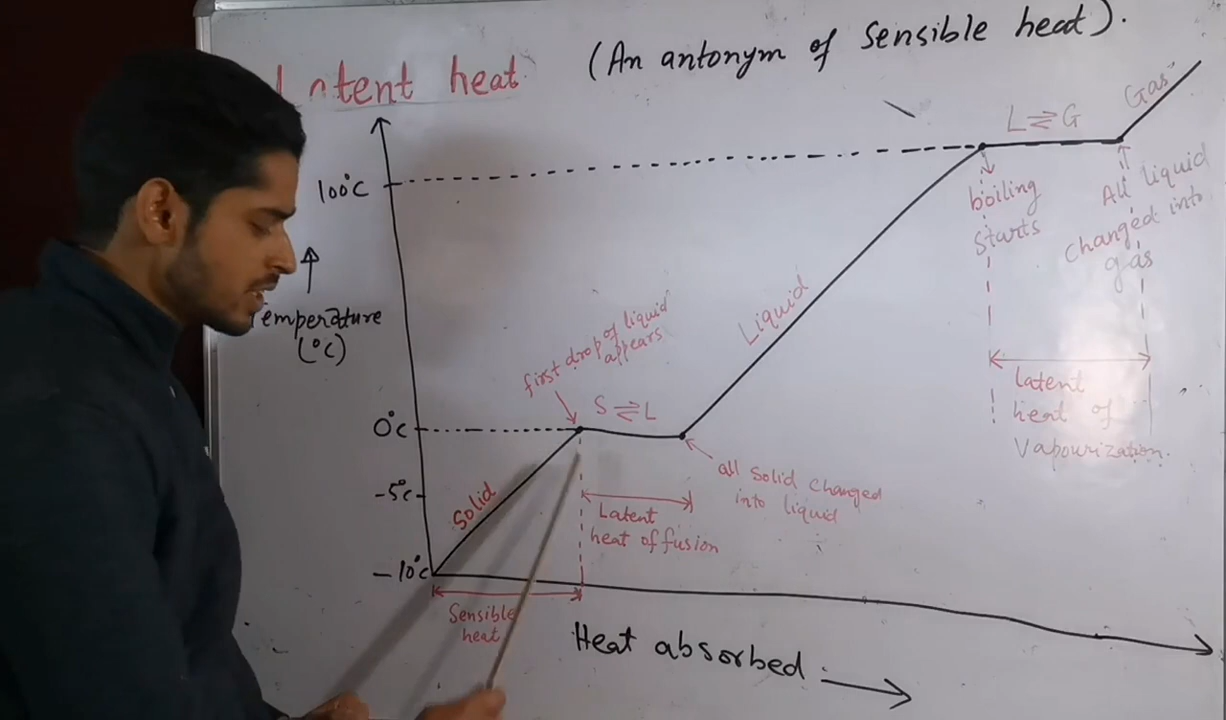 Latent heat (An antonym of sensible heat).
100°C
Temperature
(°C)
0°C
-5°C
-10°C
Solid
first drop of liquid
appears
S ⇌ L
Liquid
L ⇌ G
Gas
boiling
starts
All liquid
changed into
gas
latent
heat of
Vapourization.
all solid changed
into liquid
Latent
heat of fusion
Sensible
heat
Heat absorbed